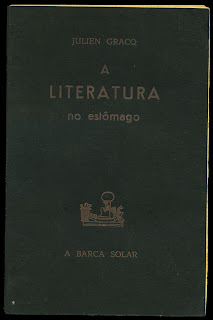 JULIEN GRACQ
A
LITERATURA
no estômago
A BARCA SOLAR